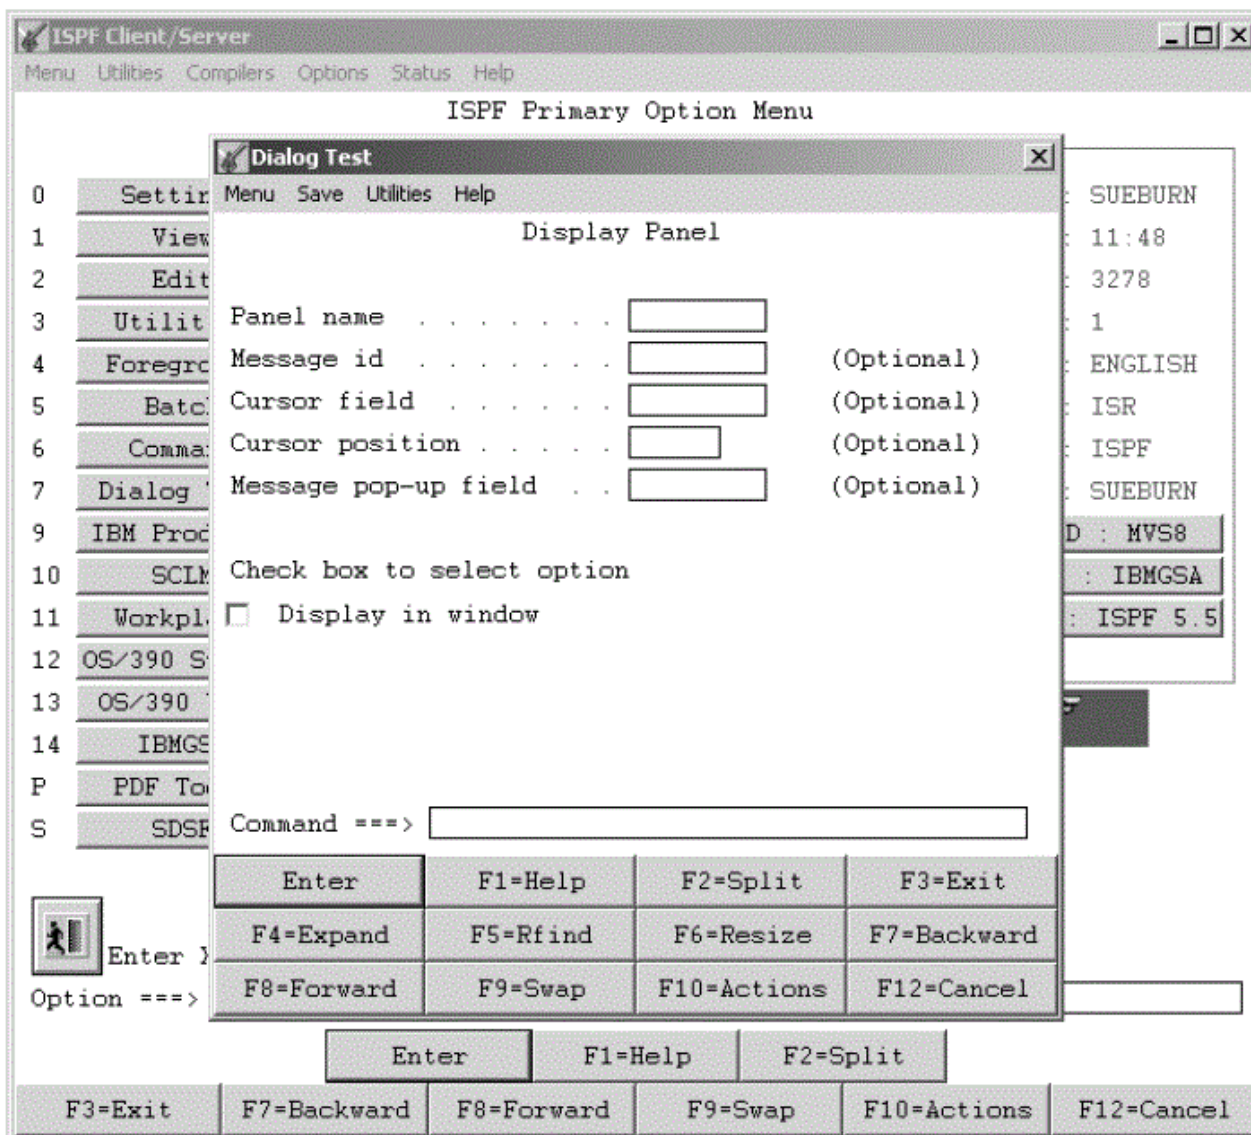 ISPF Client/Server
Menu Utilities Compilers Options Status Help
ISPF Primary Option Menu
Dialog Test
Menu Save Utilities Help
Display Panel
0 Settin : SUEBURN
1 View : 11:48
2 Edit : 3278
3 Utilit : 1
4 Foregro : ENGLISH
5 Batc : ISR
6 Comma : ISPF
7 Dialog : SUEBURN
9 IBM Prod D : MVS8
10 SCLM : IBMGSA
11 Workpl : ISPF 5.5
12 OS/390 S
13 OS/390
14 IBMGS
P PDF To
S SDSF
Panel name . . . . . . .
Message id . . . . . . . (Optional)
Cursor field . . . . . . (Optional)
Cursor position . . . . . (Optional)
Message pop-up field . . (Optional)
Check box to select option
Display in window
Command ===>
Enter F1=Help F2=Split F3=Exit
F4=Expand F5=Rfind F6=Resize F7=Backward
F8=Forward F9=Swap F10=Actions F12=Cancel
Enter X
Option ===>
Enter F1=Help F2=Split
F3=Exit F7=Backward F8=Forward F9=Swap F10=Actions F12=Cancel